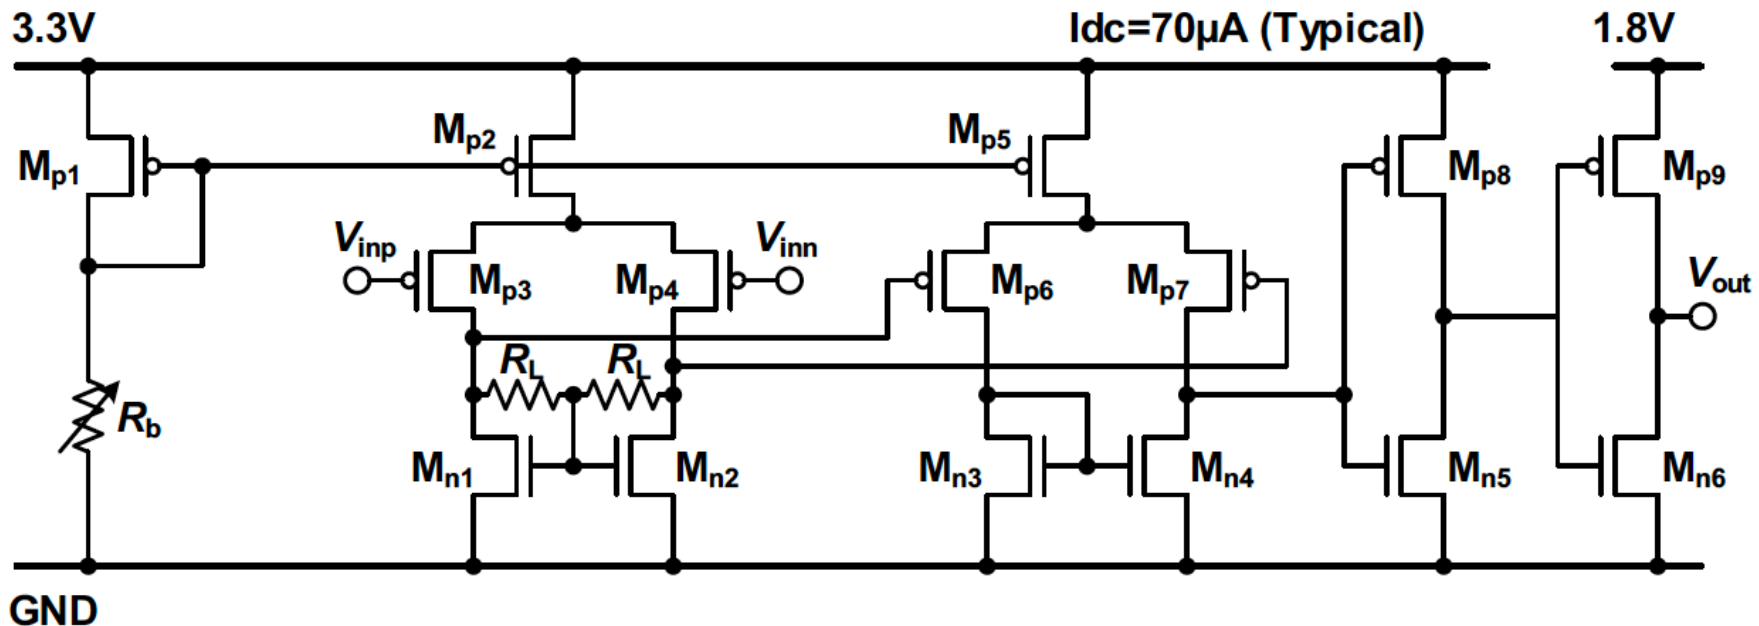 3.3V
Idc=70µA (Typical)
1.8V
Mp1
Mp2
Mp5
Mp8
Mp9
Vinp
Vinn
Mp3
Mp4
Mp6
Mp7
Vout
RL
RL
Rb
Mn1
Mn2
Mn3
Mn4
Mn5
Mn6
GND